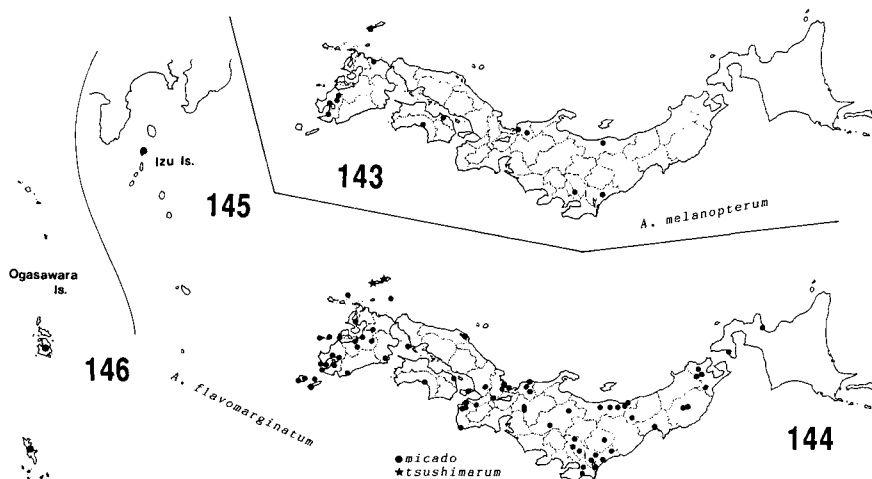 143
A. melanopterum
Izu Is.
145
Ogasawara
Is.
146
A. flavomarginatum
144
●micado
★tsushimarum